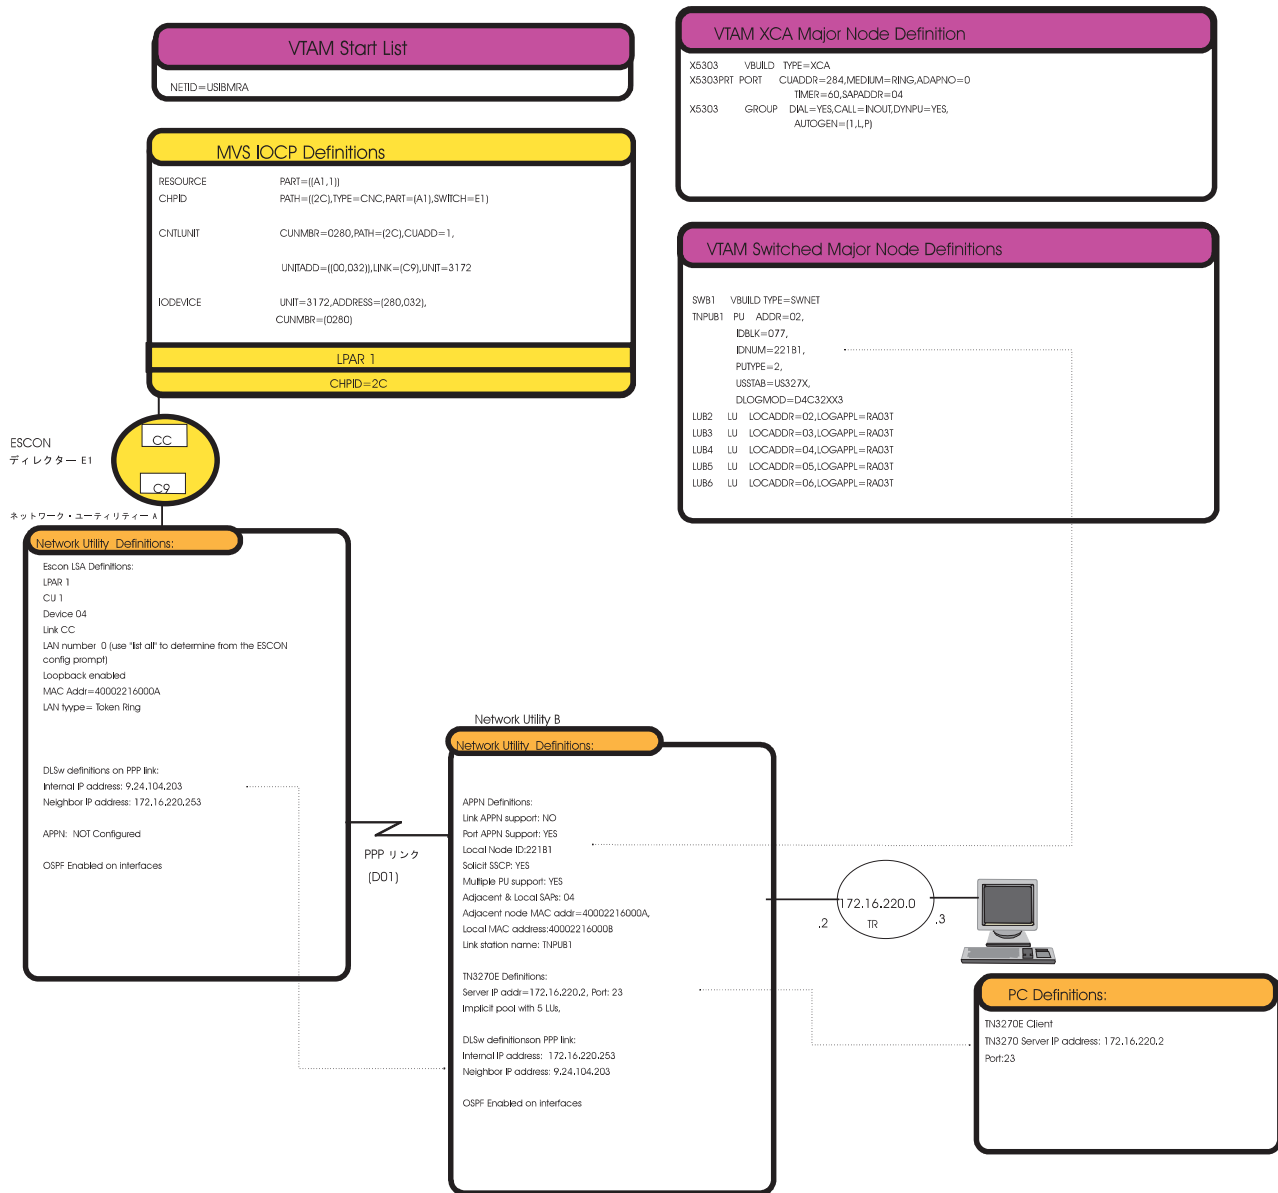 VTAM Start List
NETID=USIBMRA
VTAM XCA Major Node Definition
X5303 VBUILD TYPE=XCA
X5303PRT PORT CUADDR=284,MEDIUM=RING,ADAPNO=0
TIMER=60,SAPADDR=04
X5303 GROUP DIAL=YES,CALL=INOUT,DYNPU=YES,
AUTOGEN=(1,L,P)
MVS IOCP Definitions
RESOURCE PART=((A1,1))
CHPID PATH=((2C),TYPE=CNC,PART=(A1),SWITCH=E1)
CNTLUNIT CUNMBR=0280,PATH=(2C),CUADD=1,
UNITADD=((00,032)),LINK=(C9),UNIT=3172
IODEVICE UNIT=3172,ADDRESS=(280,032),
CUNMBR=(0280)
LPAR 1
CHPID=2C
VTAM Switched Major Node Definitions
SWB1 VBUILD TYPE=SWNET
TNPUB1 PU ADDR=02,
IDBLK=077,
IDNUM=221B1,
PUTYPE=2,
USSTAB=US327X,
DLOGMOD=D4C32XX3
LUB2 LU LOCADDR=02,LOGAPPL=RA03T
LUB3 LU LOCADDR=03,LOGAPPL=RA03T
LUB4 LU LOCADDR=04,LOGAPPL=RA03T
LUB5 LU LOCADDR=05,LOGAPPL=RA03T
LUB6 LU LOCADDR=06,LOGAPPL=RA03T
ESCON
ディレクター E1
CC
C9
ネットワーク・ユーティリティー A
Network Utility Definitions:
Escon LSA Definitions:
LPAR 1
CU 1
Device 04
Link CC
LAN number 0 (use "list all" to determine from the ESCON
config prompt)
Loopback enabled
MAC Addr=40002216000A
LAN tyype= Token Ring
DLSw definitions on PPP link:
Internal IP address: 9.24.104.203
Neighbor IP address: 172.16.220.253
APPN: NOT Configured
OSPF Enabled on interfaces
PPP リンク
(D01)
Network Utility B
Network Utility Definitions:
APPN Definitions:
Link APPN support: NO
Port APPN Support: YES
Local Node ID:221B1
Solicit SSCP: YES
Multiple PU support: YES
Adjacent & Local SAPs: 04
Adjacent node MAC addr=40002216000A,
Local MAC address:40002216000B
Link station name: TNPUB1
TN3270E Definitions:
Server IP addr=172.16.220.2, Port: 23
Implicit pool with 5 LUs,
DLSw definitionson PPP link:
Internal IP address: 172.16.220.253
Neighbor IP address: 9.24.104.203
OSPF Enabled on interfaces
172.16.220.0
.2
TR
.3
PC Definitions:
TN3270E Client
TN3270 Server IP address: 172.16.220.2
Port:23